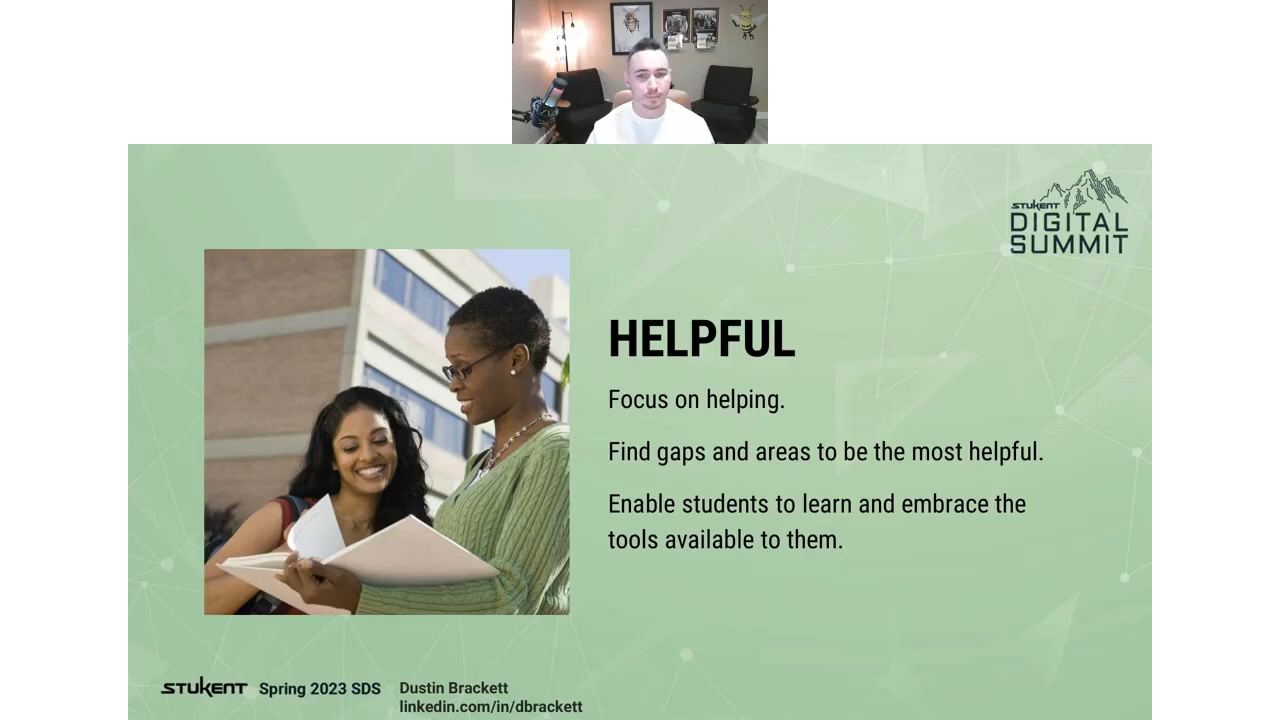 STUKENT
DIGITAL
SUMMIT
HELPFUL
Focus on helping.
Find gaps and areas to be the most helpful.
Enable students to learn and embrace the
tools available to them.
STUKENT Spring 2023 SDS
Dustin Brackett
linkedin.com/in/dbrackett